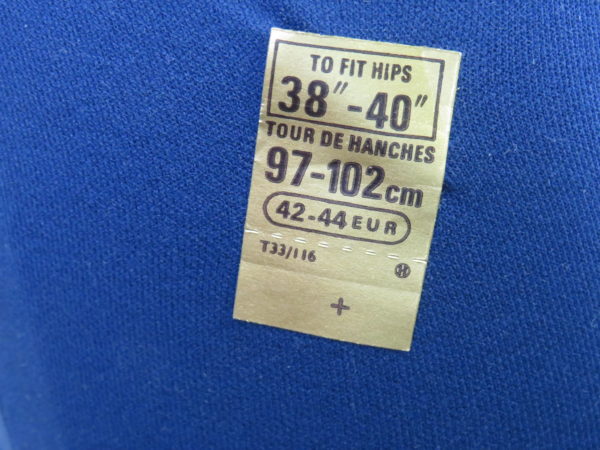 TO FIT HIPS
38"-40"
TOUR DE HANCHES
97-102cm
42-44 EUR
T33/116
H
+